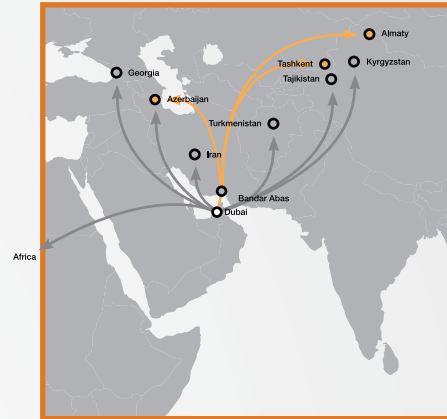 Almaty
Tashkent
Kyrgyzstan
Georgia
Tajikistan
Azerbaijan
Turkmenistan
Iran
Bandar Abas
Dubai
Africa